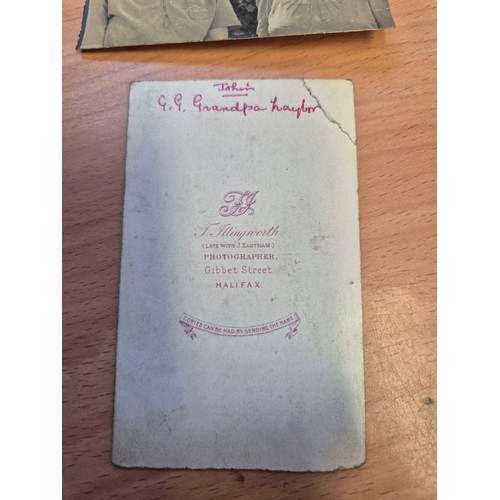 John's
G. G. Grandpa Naylor
FI
F. Illingworth
(LATE WITH J. EASTHAM.)
PHOTOGRAPHER,
Gibbet Street
HALIFAX.
COPIES CAN BE HAD BY SENDING THE NAME